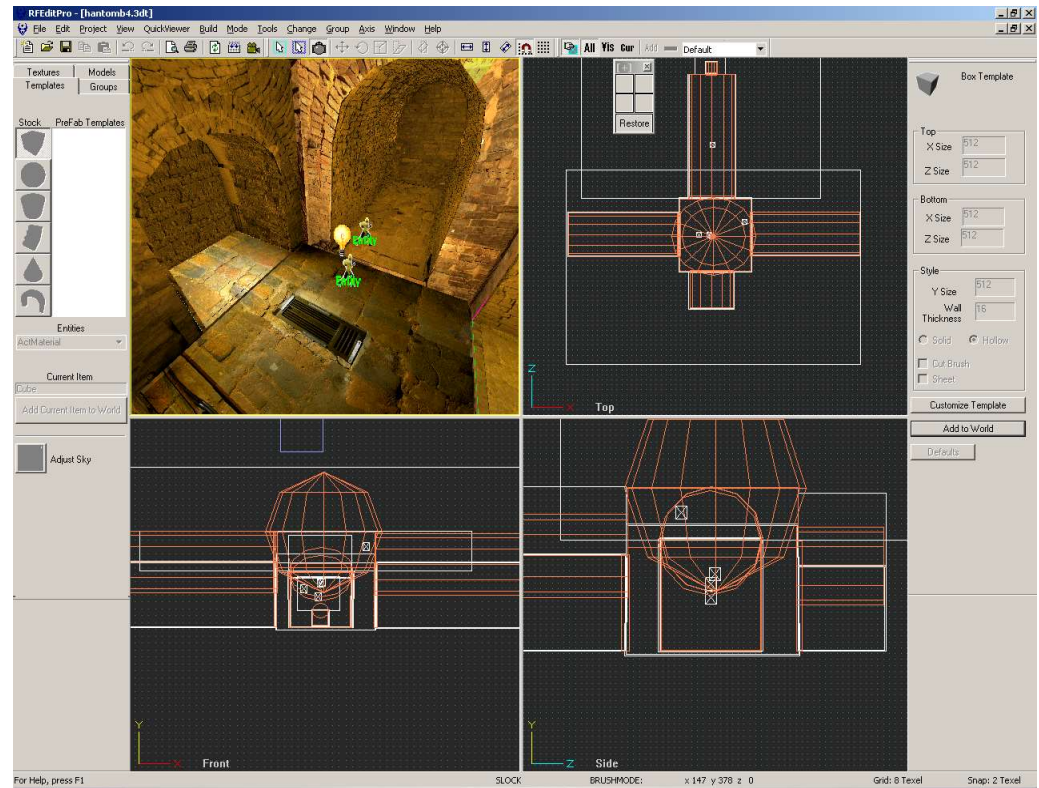 RFEditPro - [hantomb4.3dt]
File Edit Project View QuickViewer Build Mode Tools Change Group Axis Window Help
All Vis Cur Add Default
Textures Models
Templates Groups
Stock PreFab Templates
Entities
ActMaterial
Current Item
Cube
Add Current Item to World
Adjust Sky
Entity
Entity
[+]
Restore
Top
Z
X
Front
Y
X
Side
Y
Z
Box Template
Top
X Size 512
Z Size 512
Bottom
X Size 512
Z Size 512
Style
Y Size 512
Wall Thickness 16
Solid Hollow
Cut Brush
Sheet
Customize Template
Add to World
Defaults
For Help, press F1 SLOCK BRUSHMODE: x 147 y 378 z 0 Grid: 8 Texel Snap: 2 Texel